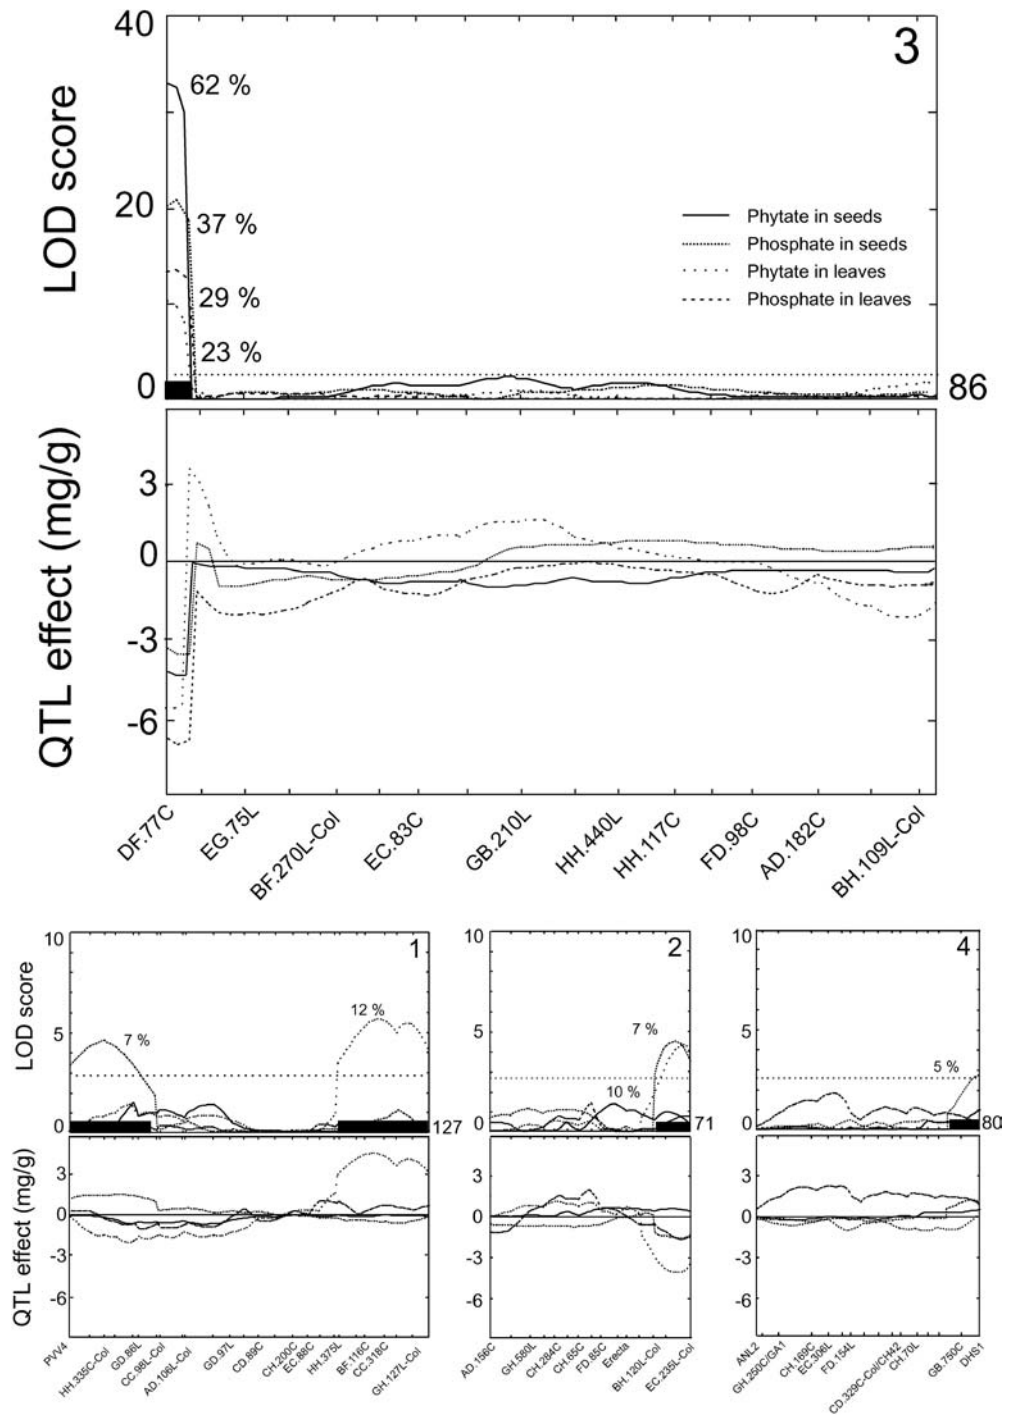 40
3
62 %
LOD score
20
37 %
Phytate in seeds
Phosphate in seeds
Phytate in leaves
Phosphate in leaves
29 %
23 %
0
86
QTL effect (mg/g)
3
0
-3
-6
DF.77C
EG.75L
BF.270L-Col
EC.83C
GB.210L
HH.440L
HH.117C
FD.98C
AD.182C
BH.109L-Col
10
1
LOD score
12 %
7 %
5
0
127
QTL effect (mg/g)
3
0
-3
-6
PVV4
HH.335C-Col
GD.86L
CC.98L-Col
AD.106L-Col
GD.97L
CD.89C
CH.200C
EC.88C
HH.375L
BF.116C
CC.318C
GH.127L-Col
10
2
7 %
5
10 %
0
71
3
0
-3
-6
AD.156C
GH.580L
CH.284C
CH.65C
FD.85C
Erecta
BH.120L-Col
EC.235L-Col
10
4
5
5 %
0
80
3
0
-3
-6
ANL2
GH.250C/GA1
CH.169C
EC.306L
FD.154L
CD.329C-Col/CH42
CH.70L
GB.750C
DHS1